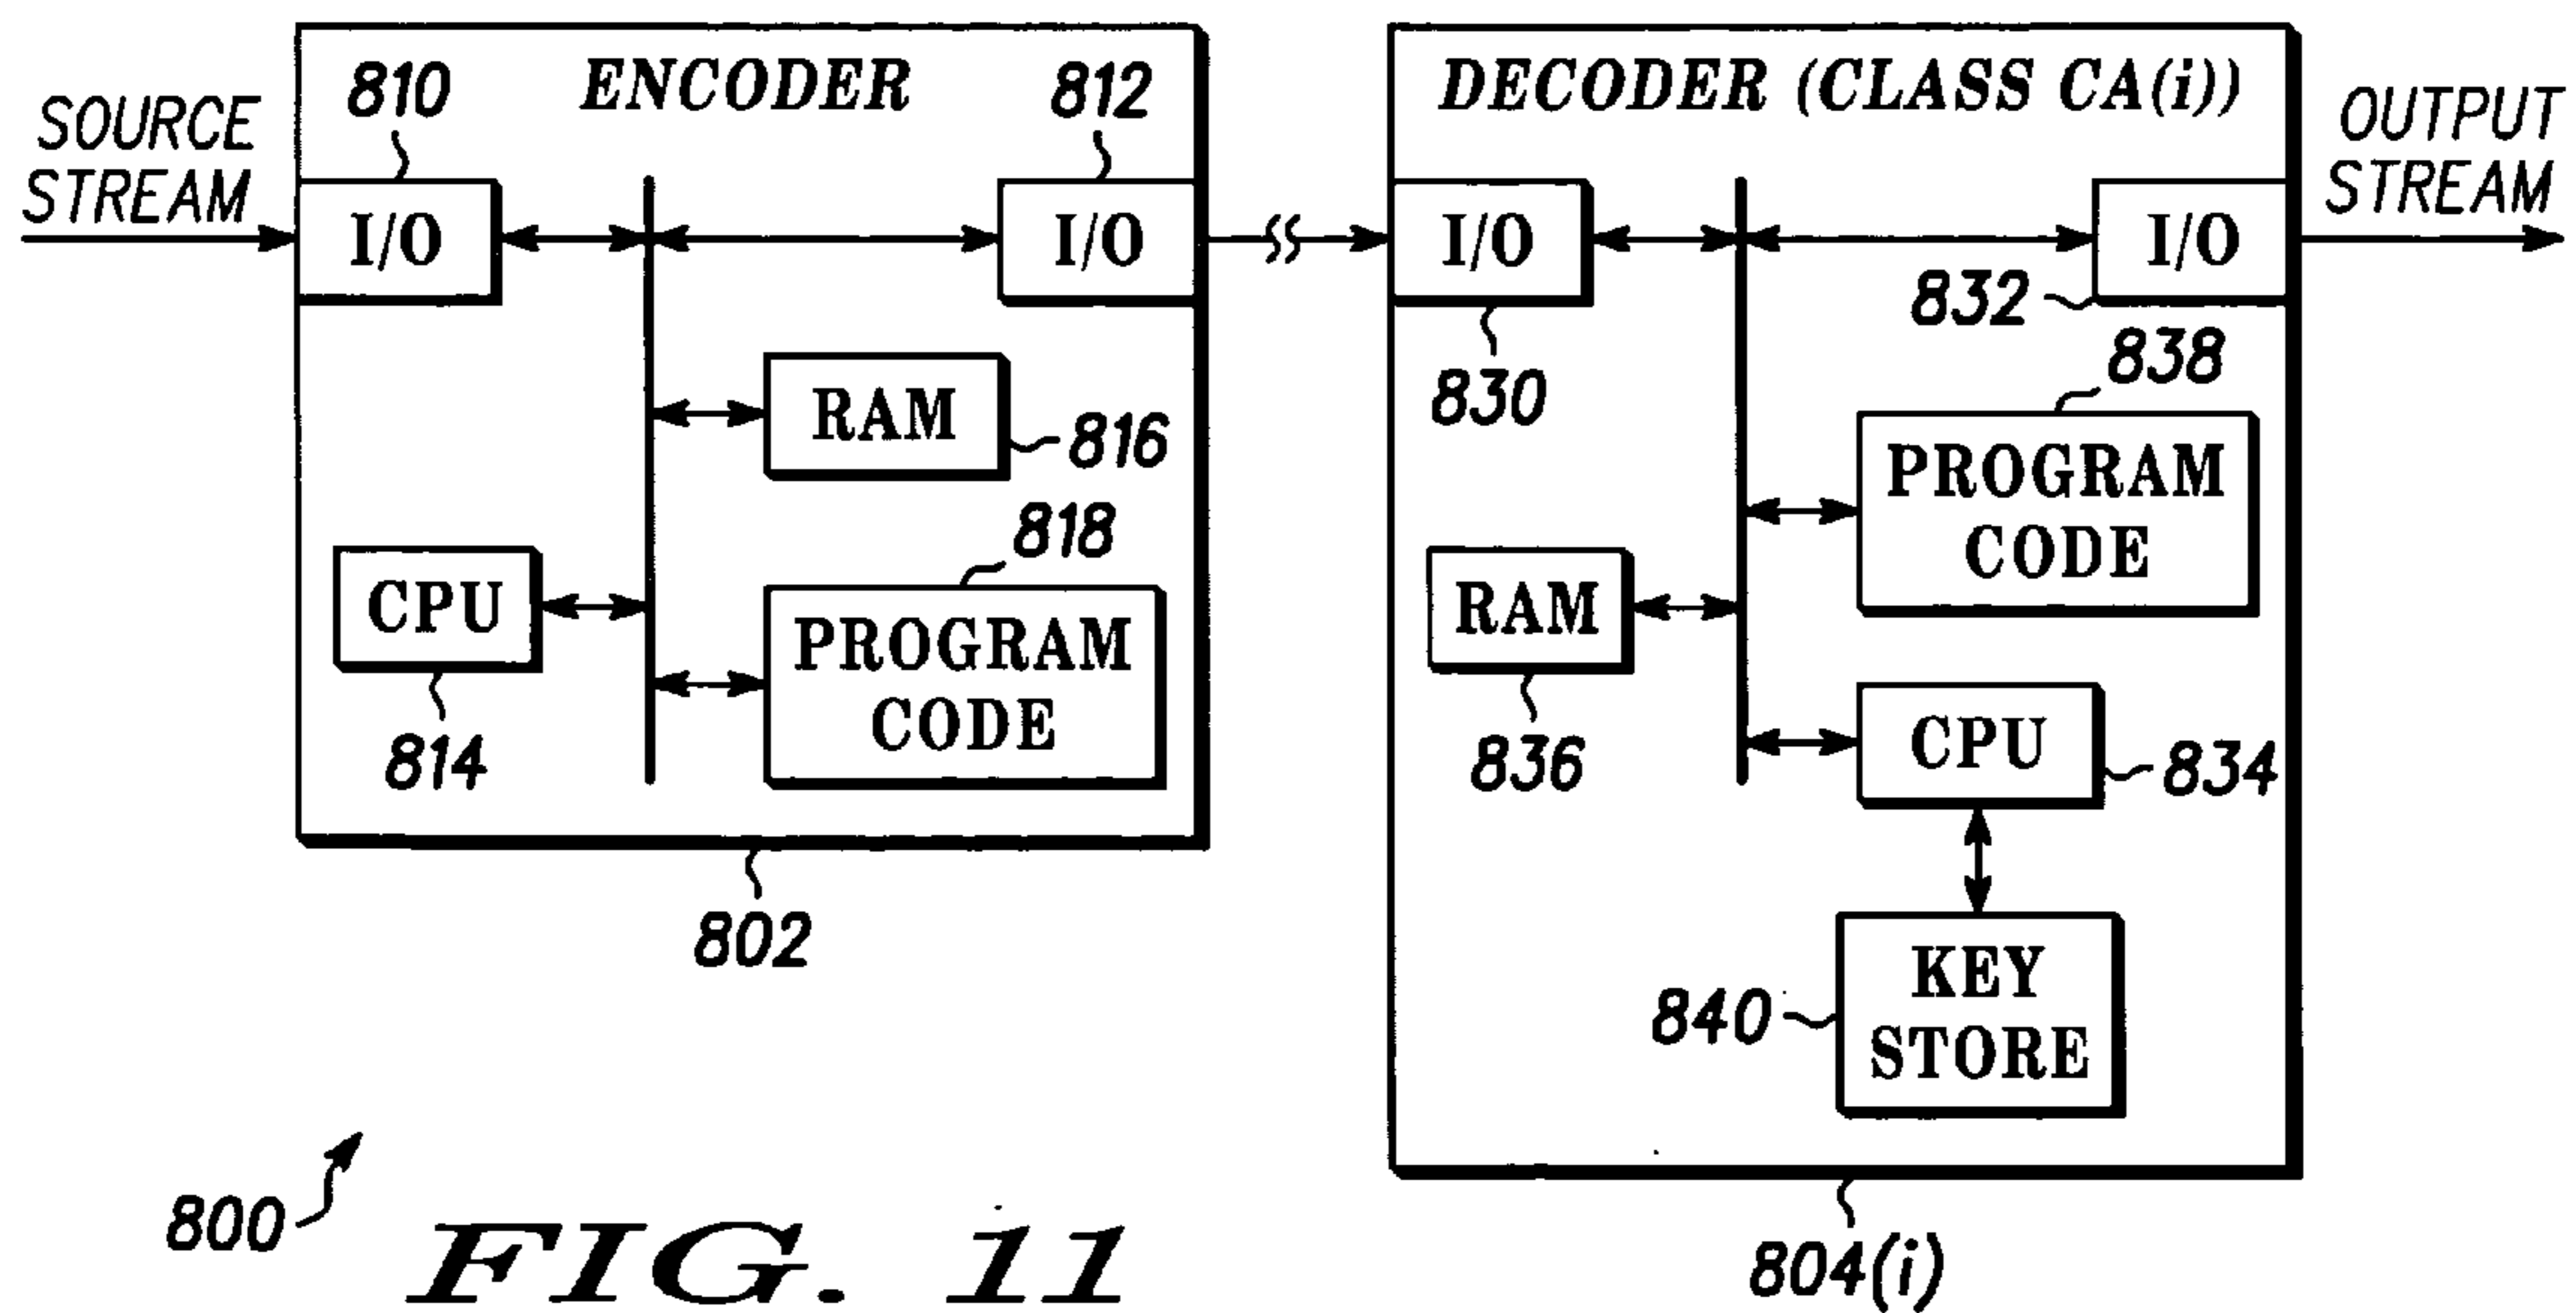 SOURCE
STREAM
810
ENCODER
812
I/O
I/O
RAM
816
818
CPU
814
PROGRAM
CODE
802
DECODER (CLASS CA(i))
OUTPUT
STREAM
I/O
I/O
830
832
838
PROGRAM
CODE
RAM
836
CPU
834
840
KEY
STORE
804(i)
800
FIG. 11